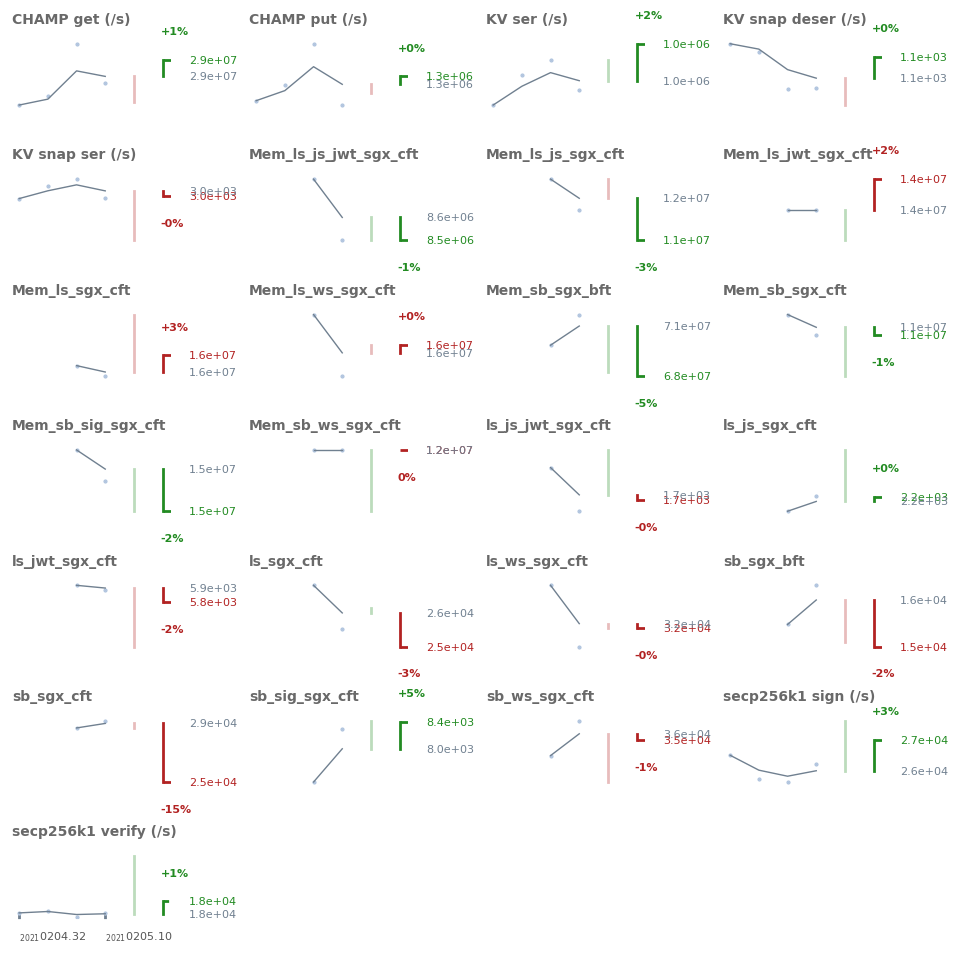 CHAMP get (/s)
+1%
2.9e+07
2.9e+07
CHAMP put (/s)
+0%
1.3e+06
1.3e+06
KV ser (/s)
+2%
1.0e+06
1.0e+06
KV snap deser (/s)
+0%
1.1e+03
1.1e+03
KV snap ser (/s)
3.0e+03
3.0e+03
-0%
Mem_ls_js_jwt_sgx_cft
8.6e+06
8.5e+06
-1%
Mem_ls_js_sgx_cft
1.2e+07
1.1e+07
-3%
Mem_ls_jwt_sgx_cft
+2%
1.4e+07
1.4e+07
Mem_ls_sgx_cft
+3%
1.6e+07
1.6e+07
Mem_ls_ws_sgx_cft
+0%
1.6e+07
1.6e+07
Mem_sb_sgx_bft
7.1e+07
6.8e+07
-5%
Mem_sb_sgx_cft
1.1e+07
1.1e+07
-1%
Mem_sb_sig_sgx_cft
1.5e+07
1.5e+07
-2%
Mem_sb_ws_sgx_cft
1.2e+07
0%
ls_js_jwt_sgx_cft
1.7e+03
1.7e+03
-0%
ls_js_sgx_cft
+0%
2.2e+03
2.2e+03
ls_jwt_sgx_cft
5.9e+03
5.8e+03
-2%
ls_sgx_cft
2.6e+04
2.5e+04
-3%
ls_ws_sgx_cft
3.2e+04
3.2e+04
-0%
sb_sgx_bft
1.6e+04
1.5e+04
-2%
sb_sgx_cft
2.9e+04
2.5e+04
-15%
sb_sig_sgx_cft
+5%
8.4e+03
8.0e+03
sb_ws_sgx_cft
3.6e+04
3.5e+04
-1%
secp256k1 sign (/s)
+3%
2.7e+04
2.6e+04
secp256k1 verify (/s)
+1%
1.8e+04
1.8e+04
2021 0204.32
2021 0205.10